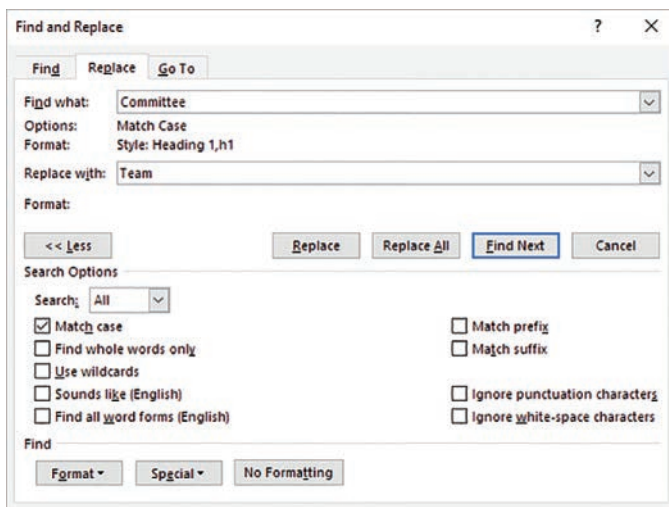 Find and Replace ? X
Find Replace Go To
Find what: Committee
Options: Match Case
Format: Style: Heading 1,h1
Replace with: Team
Format:
<< Less Replace Replace All Find Next Cancel
Search Options
Search: All
Match case Match prefix
Find whole words only Match suffix
Use wildcards
Sounds like (English) Ignore punctuation characters
Find all word forms (English) Ignore white-space characters
Find
Format Special No Formatting